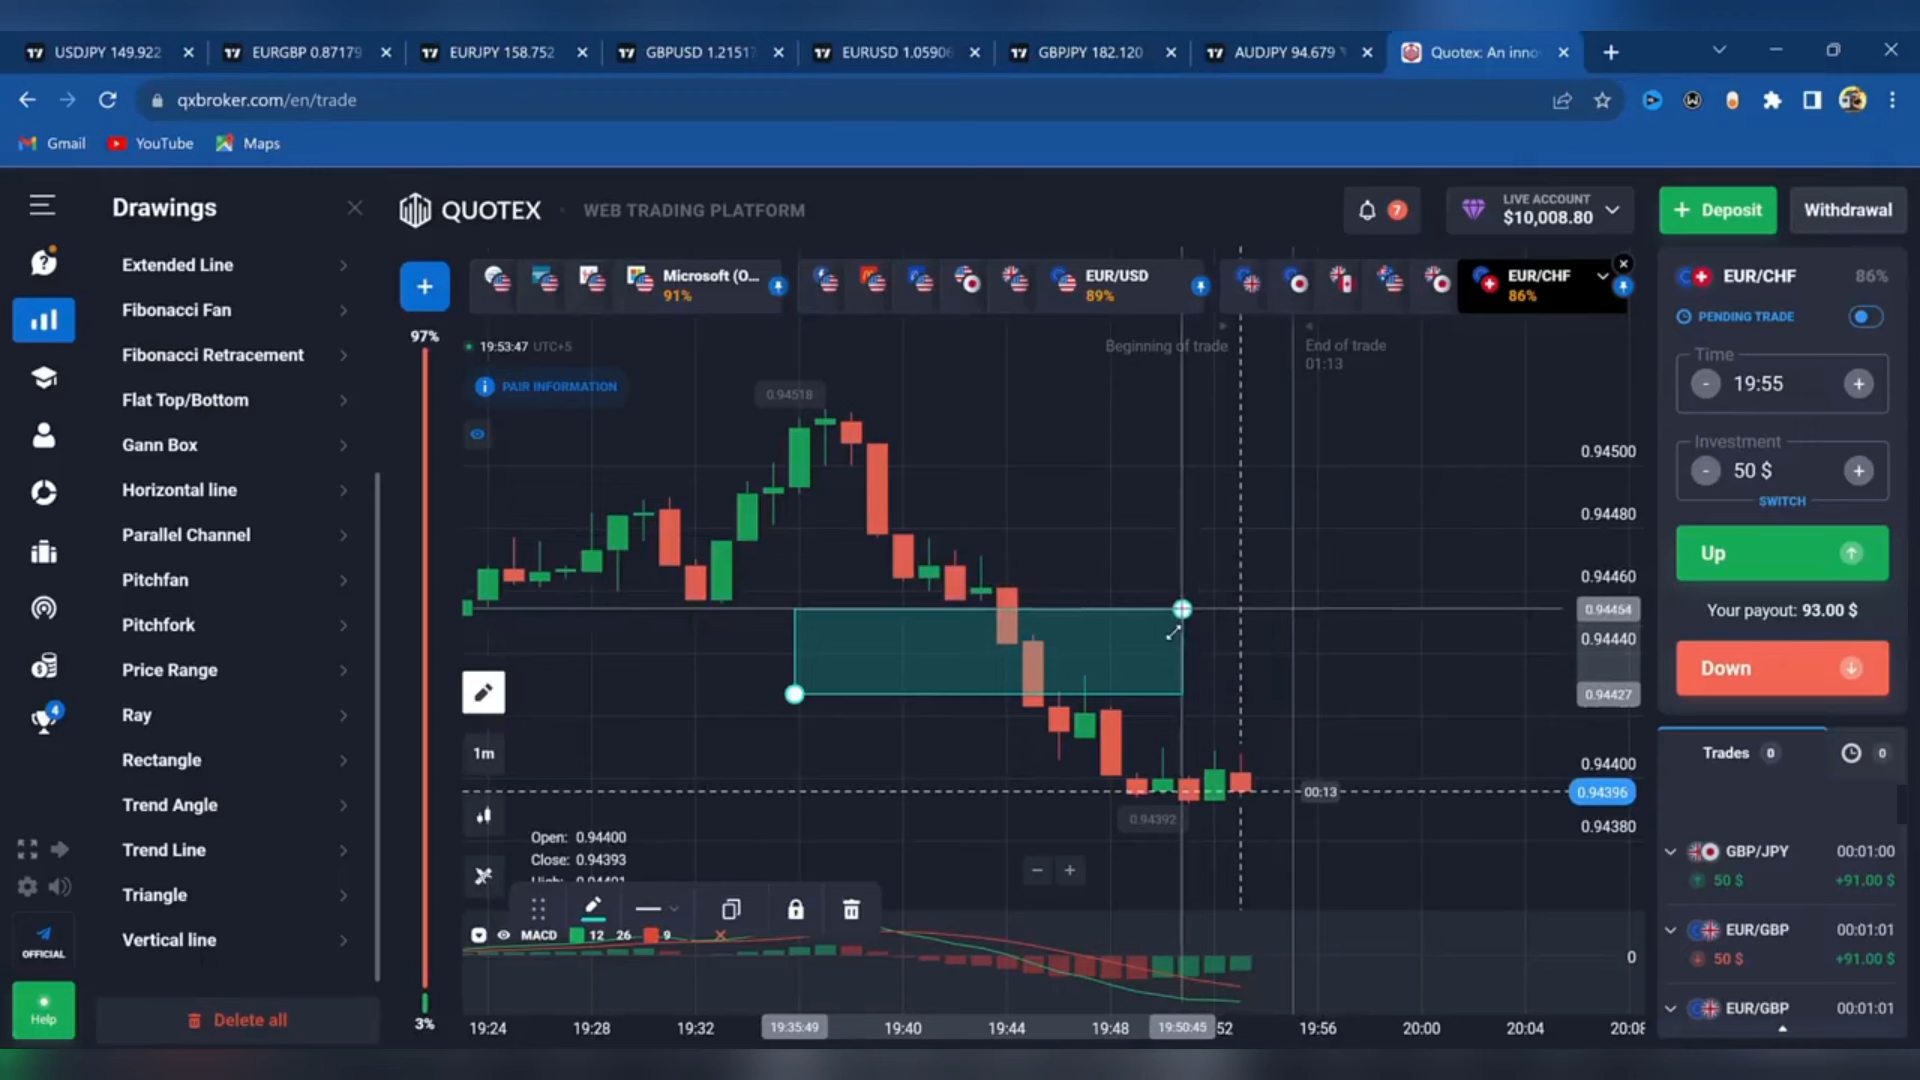 USDJPY 149.922
EURGBP 0.87179
EURJPY 158.752
GBPUSD 1.2151
EURUSD 1.0590
GBPJPY 182.120
AUDJPY 94.679
Quotex: An inno
qxbroker.com/en/trade
Gmail
YouTube
Maps
Drawings
QUOTEX
WEB TRADING PLATFORM
7
LIVE ACCOUNT
$10,008.80
+ Deposit
Withdrawal
Extended Line
Fibonacci Fan
Fibonacci Retracement
Flat Top/Bottom
Gann Box
Horizontal line
Parallel Channel
Pitchfan
Pitchfork
Price Range
Ray
Rectangle
Trend Angle
Trend Line
Triangle
Vertical line
Delete all
4
OFFICIAL
Help
97%
3%
Microsoft (O...
91%
EUR/USD
89%
EUR/CHF
86%
19:53:47 UTC+5
PAIR INFORMATION
Beginning of trade
End of trade
01:13
0.94518
0.94500
0.94480
0.94460
0.94454
0.94440
0.94427
0.94400
0.94396
0.94380
00:13
0.94392
1m
Open: 0.94400
Close: 0.94393
MACD 12 26 9
0
19:24
19:28
19:32
19:35:49
19:40
19:44
19:48
19:50:45
52
19:56
20:00
20:04
EUR/CHF 86%
PENDING TRADE
Time
- 19:55 +
Investment
- 50 $ +
SWITCH
Up
Your payout: 93.00 $
Down
Trades 0
0
GBP/JPY 00:01:00
50 $ +91.00 $
EUR/GBP 00:01:01
50 $ +91.00 $
EUR/GBP 00:01:01